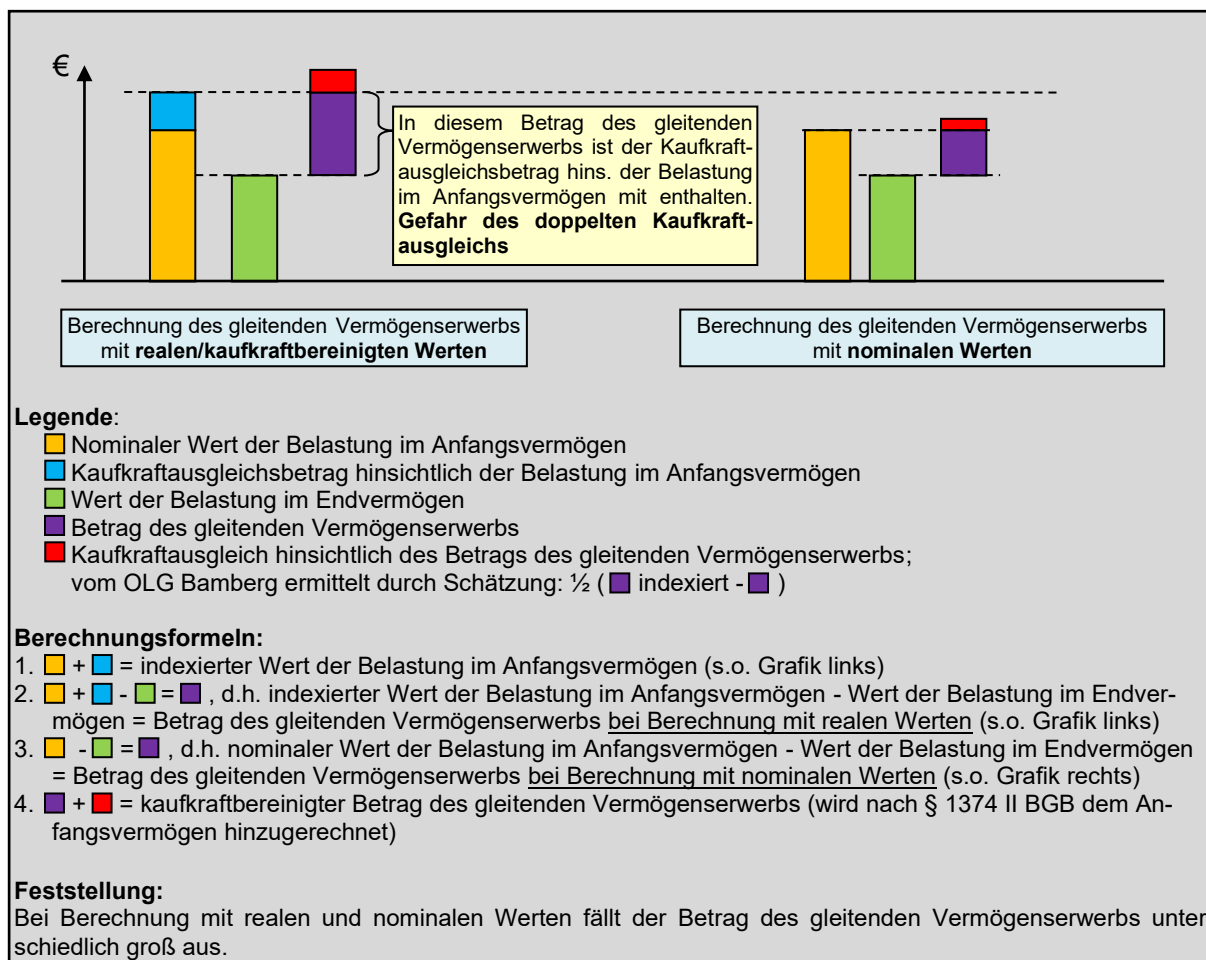 €
In diesem Betrag des gleitenden
Vermögenserwerbs ist der Kaufkraft-
ausgleichsbetrag hins. der Belastung
im Anfangsvermögen mit enthalten.
Gefahr des doppelten Kaufkraft-
ausgleichs
Berechnung des gleitenden Vermögenserwerbs
mit realen/kaufkraftbereinigten Werten
Berechnung des gleitenden Vermögenserwerbs
mit nominalen Werten
Legende:
Nominaler Wert der Belastung im Anfangsvermögen
Kaufkraftausgleichsbetrag hinsichtlich der Belastung im Anfangsvermögen
Wert der Belastung im Endvermögen
Betrag des gleitenden Vermögenserwerbs
Kaufkraftausgleich hinsichtlich des Betrags des gleitenden Vermögenserwerbs;
vom OLG Bamberg ermittelt durch Schätzung: ½ ( indexiert - )
Berechnungsformeln:
1. + = indexierter Wert der Belastung im Anfangsvermögen (s.o. Grafik links)
2. + - = , d.h. indexierter Wert der Belastung im Anfangsvermögen - Wert der Belastung im Endver-
mögen = Betrag des gleitenden Vermögenserwerbs bei Berechnung mit realen Werten (s.o. Grafik links)
3. - = , d.h. nominaler Wert der Belastung im Anfangsvermögen - Wert der Belastung im Endvermögen
= Betrag des gleitenden Vermögenserwerbs bei Berechnung mit nominalen Werten (s.o. Grafik rechts)
4. + = kaufkraftbereinigter Betrag des gleitenden Vermögenserwerbs (wird nach § 1374 II BGB dem An-
fangsvermögen hinzugerechnet)
Feststellung:
Bei Berechnung mit realen und nominalen Werten fällt der Betrag des gleitenden Vermögenserwerbs unter
schiedlich groß aus.